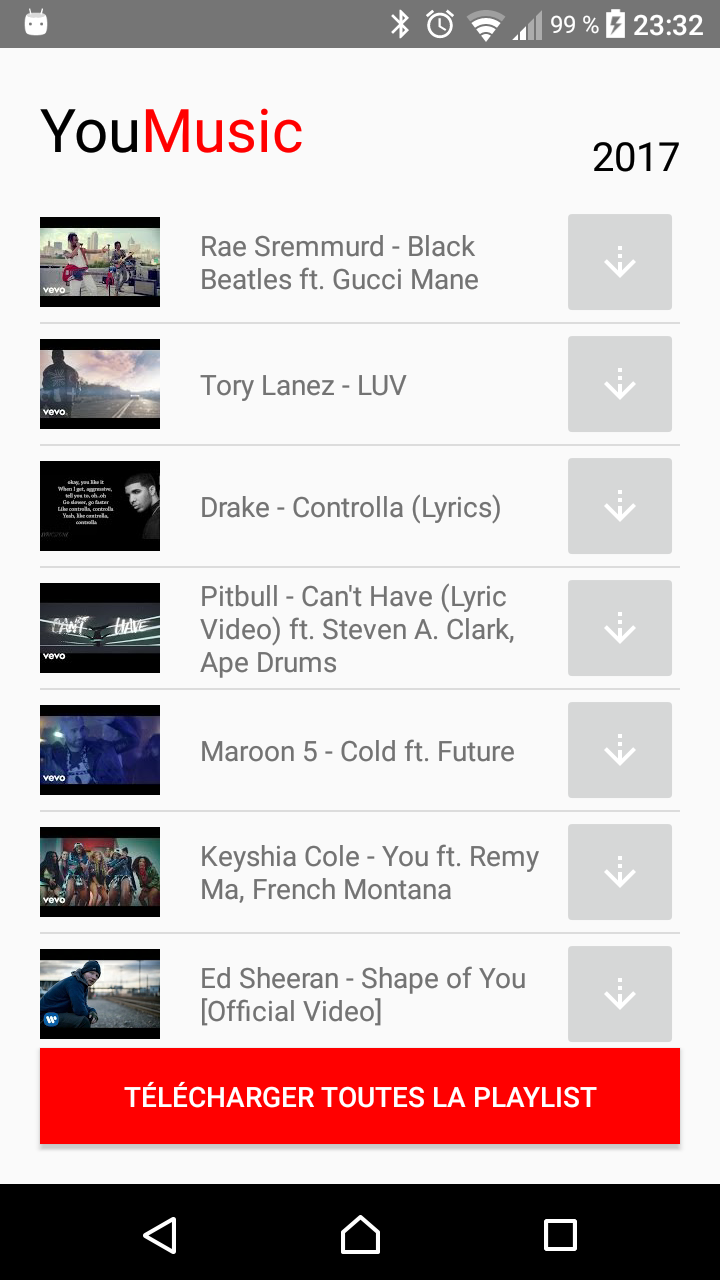 99 % 23:32
YouMusic
2017
vevo
Rae Sremmurd - Black
Beatles ft. Gucci Mane
vevo
Tory Lanez - LUV
okay, you like it
When I get, aggressive,
tell you to, oh..oh
Go slower, go faster
Like controlla, controlla
Yeah, like controlla,
controlla
Drake - Controlla (Lyrics)
CAN'T HAVE
vevo
Pitbull - Can't Have (Lyric
Video) ft. Steven A. Clark,
Ape Drums
vevo
Maroon 5 - Cold ft. Future
vevo
Keyshia Cole - You ft. Remy
Ma, French Montana
Ed Sheeran - Shape of You
[Official Video]
TÉLÉCHARGER TOUTES LA PLAYLIST